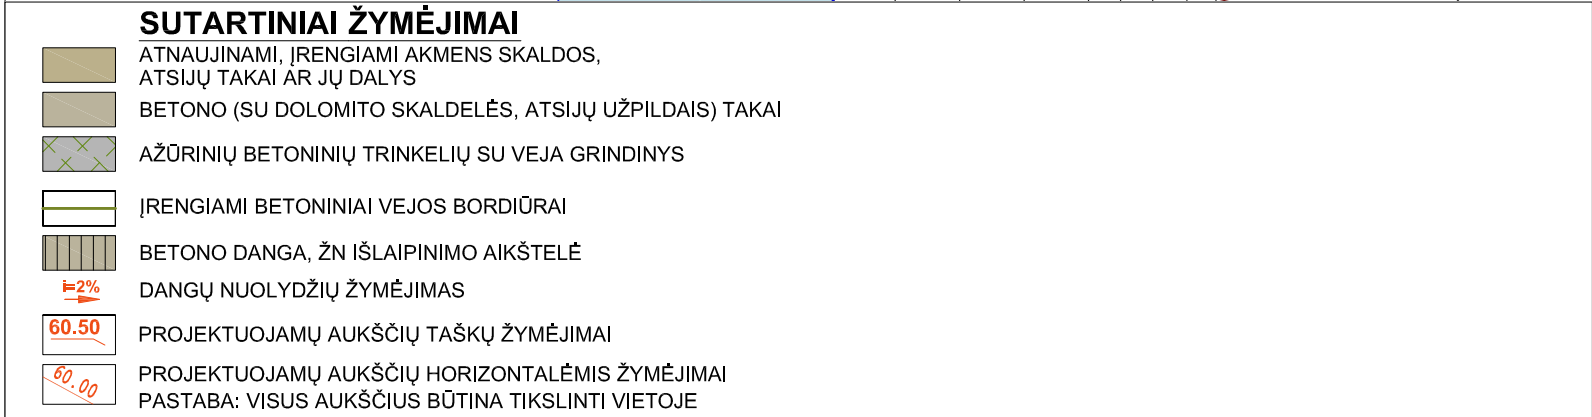 SUTARTINIAI ŽYMĖJIMAI
ATNAUJINAMI, ĮRENGIAMI AKMENS SKALDOS,
ATSIJŲ TAKAI AR JŲ DALYS
BETONO (SU DOLOMITO SKALDELĖS, ATSIJŲ UŽPILDAIS) TAKAI
AŽŪRINIŲ BETONINIŲ TRINKELIŲ SU VEJA GRINDINYS
ĮRENGIAMI BETONINIAI VEJOS BORDIŪRAI
BETONO DANGA, ŽN IŠLAIPINIMO AIKŠTELĖ
i=2%
DANGŲ NUOLYDŽIŲ ŽYMĖJIMAS
60.50
PROJEKTUOJAMŲ AUKŠČIŲ TAŠKŲ ŽYMĖJIMAI
60.00
PROJEKTUOJAMŲ AUKŠČIŲ HORIZONTALĖMIS ŽYMĖJIMAI
PASTABA: VISUS AUKŠČIUS BŪTINA TIKSLINTI VIETOJE